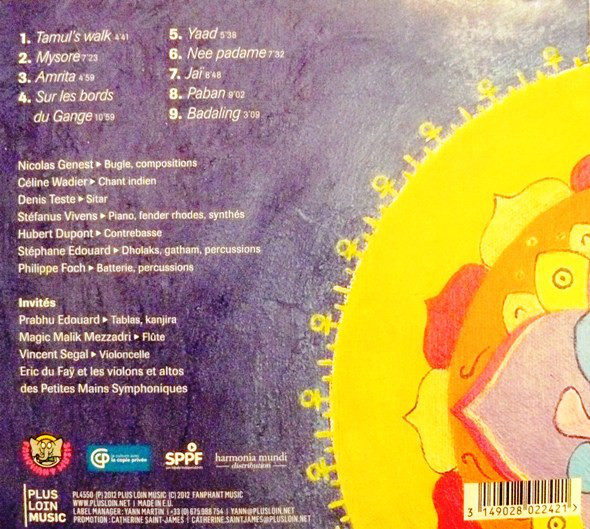 1. Tamul's walk 4'41
2. Mysore 7'23
3. Amrita 4'59
4. Sur les bords
du Gange 10'59
5. Yaad 5'38
6. Nee padame 7'32
7. Jaï 6'46
8. Paban 9'02
9. Badaling 3'09
Nicolas Genest ▸ Bugle, compositions
Céline Wadier ▸ Chant indien
Denis Teste ▸ Sitar
Stéfanus Vivens ▸ Piano, fender rhodes, synthés
Hubert Dupont ▸ Contrebasse
Stéphane Edouard ▸ Dholaks, gatham, percussions
Philippe Foch ▸ Batterie, percussions
Invités
Prabhu Edouard ▸ Tablas, kanjira
Magic Malik Mezzadri ▸ Flûte
Vincent Segal ▸ Violoncelle
Eric du Faÿ et les violons et altos
des Petites Mains Symphoniques
la copie privée
SPPF
harmonia mundi
distribution
PLUS
LOIN
MUSIC
PL4550 (P) 2012 PLUS LOIN MUSIC (C) 2012 FANPHANT MUSIC
WWW.PLUSLOIN.NET | MADE IN E.U.
LABEL MANAGER: YANN MARTIN | +33 (0) 675 988 754 | YANN@PLUSLOIN.NET
PROMOTION : CATHERINE SAINT-JAMES | CATHERINE.SAINTJAMES@PLUSLOIN.NET
3 149028 022421 >